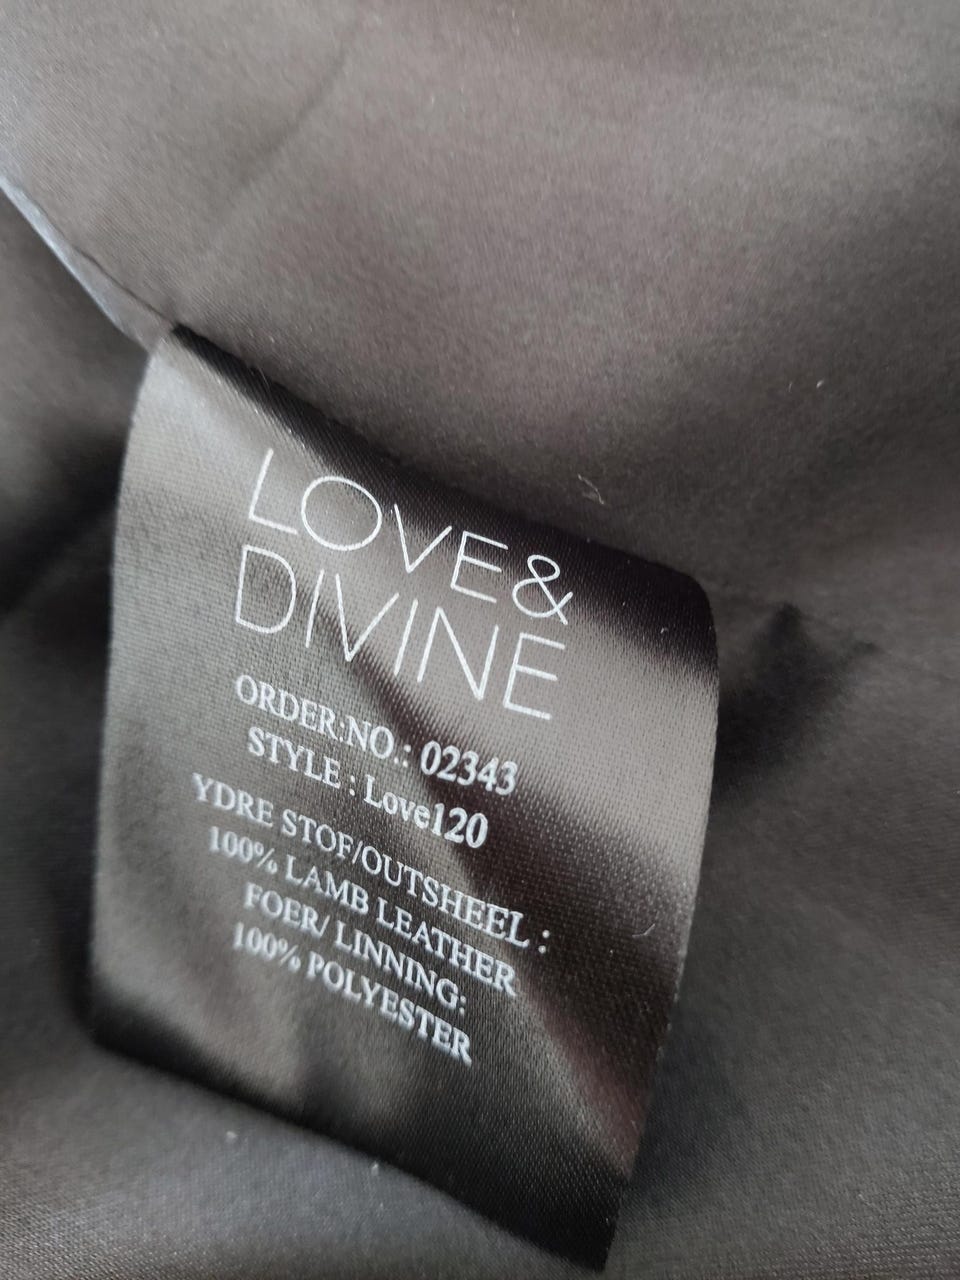 LOVE&
DIVINE
ORDER:NO.: 02343
STYLE : Love120
YDRE STOF/OUTSHEEL :
100% LAMB LEATHER
FOER/ LINNING:
100% POLYESTER